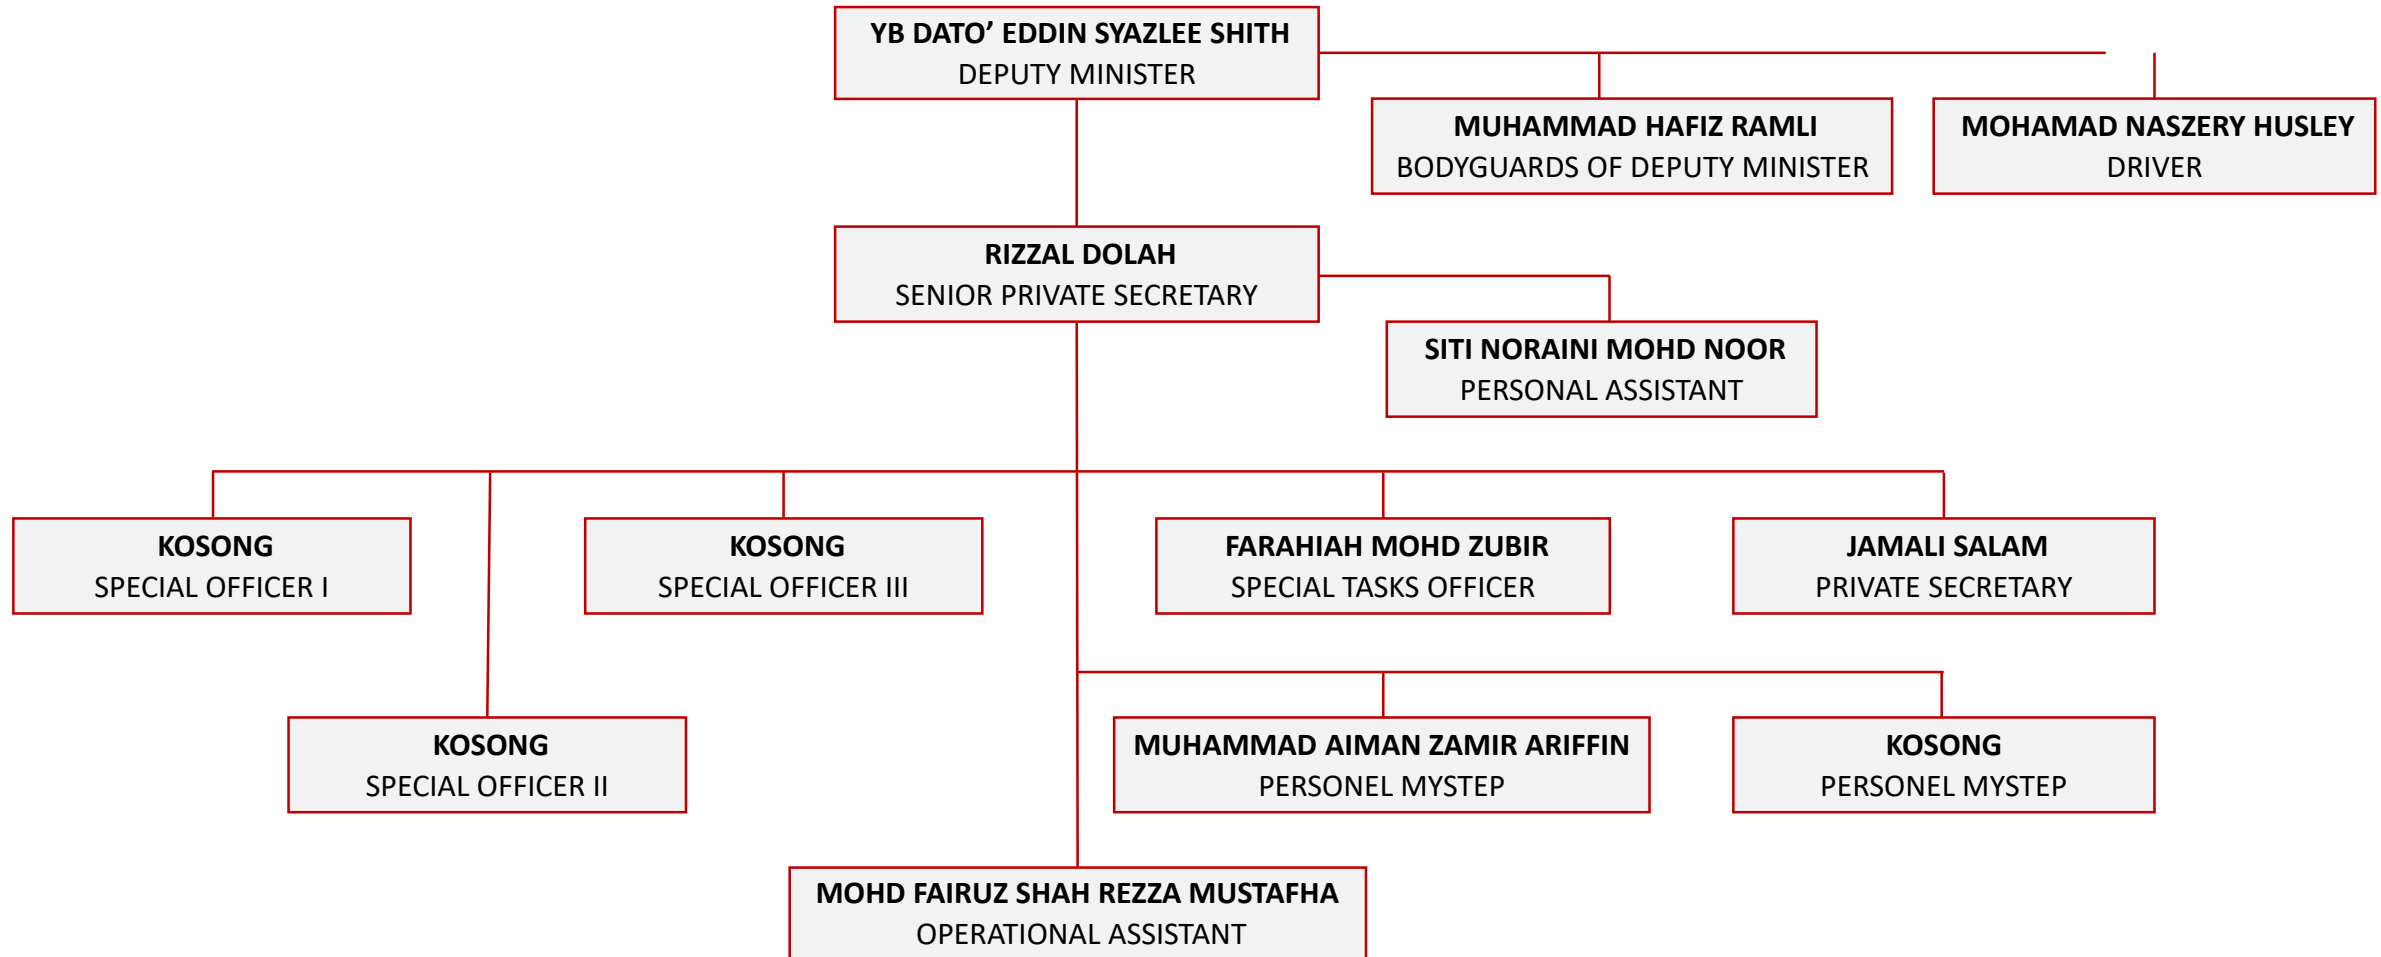 YB DATO’ EDDIN SYAZLEE SHITH
DEPUTY MINISTER
MUHAMMAD HAFIZ RAMLI
BODYGUARDS OF DEPUTY MINISTER
MOHAMAD NASZERY HUSLEY
DRIVER
RIZZAL DOLAH
SENIOR PRIVATE SECRETARY
SITI NORAINI MOHD NOOR
PERSONAL ASSISTANT
KOSONG
SPECIAL OFFICER I
KOSONG
SPECIAL OFFICER III
FARAHIAH MOHD ZUBIR
SPECIAL TASKS OFFICER
JAMALI SALAM
PRIVATE SECRETARY
KOSONG
SPECIAL OFFICER II
MUHAMMAD AIMAN ZAMIR ARIFFIN
PERSONEL MYSTEP
KOSONG
PERSONEL MYSTEP
MOHD FAIRUZ SHAH REZZA MUSTAFHA
OPERATIONAL ASSISTANT